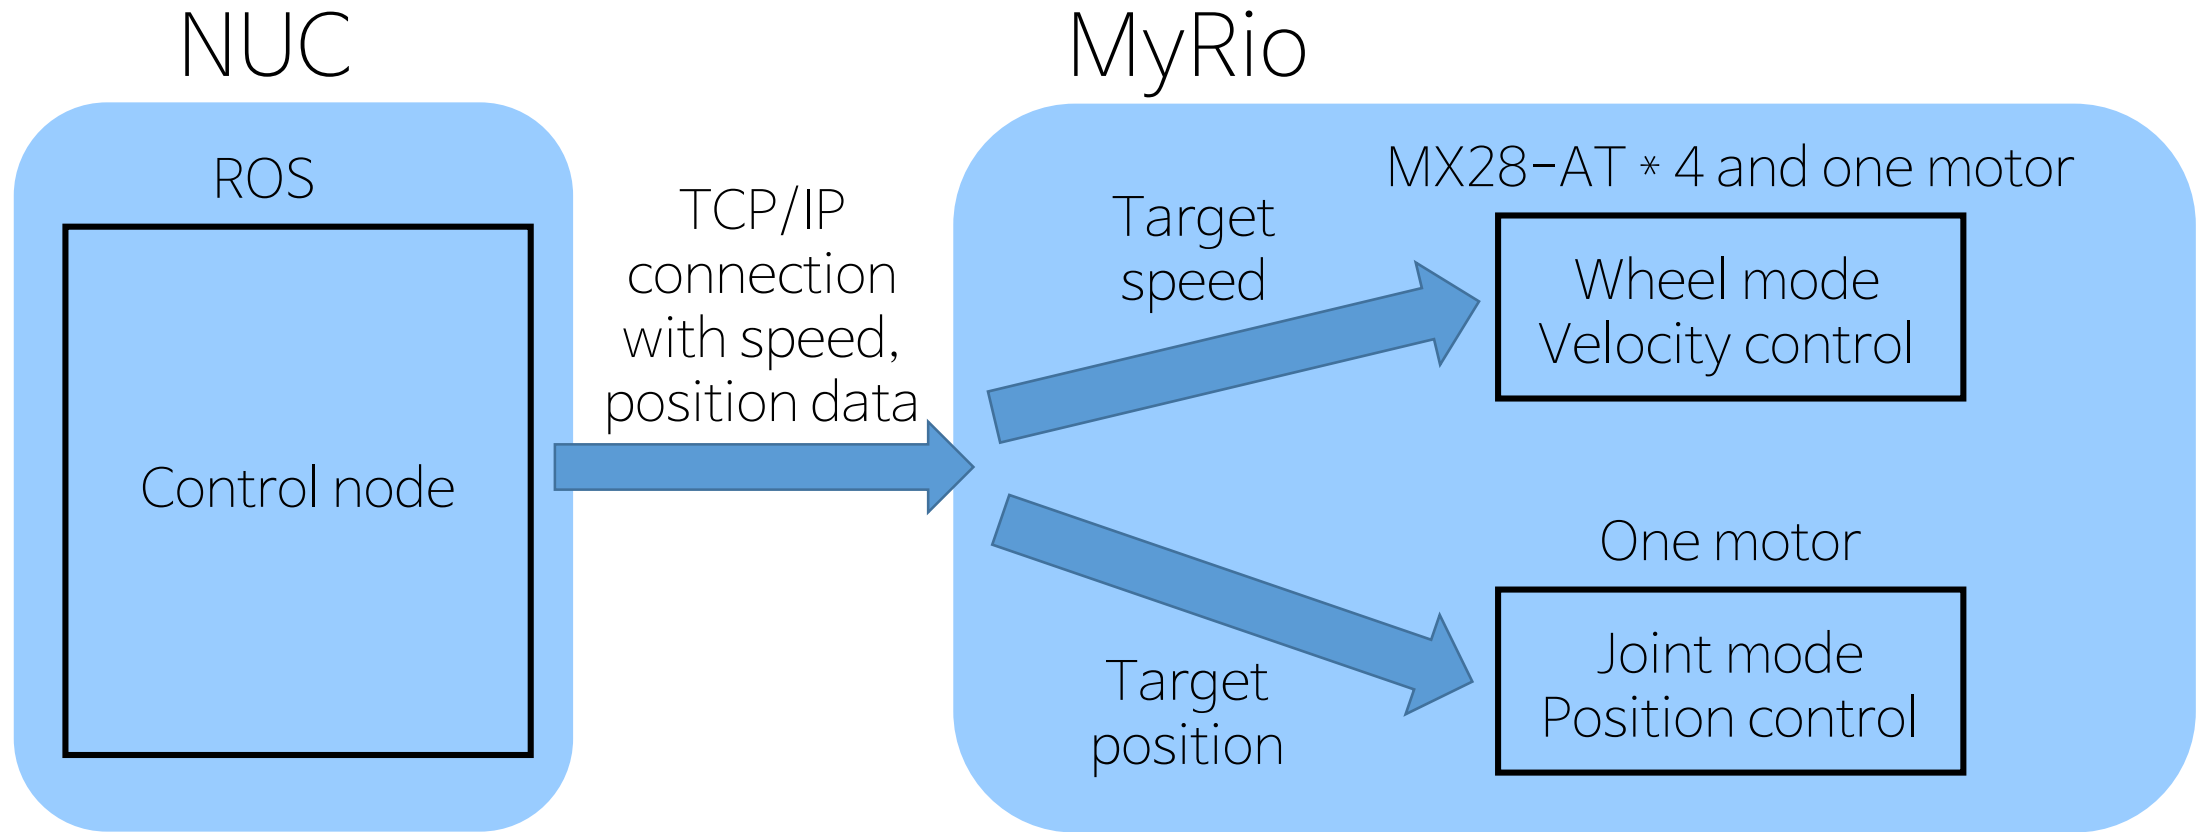 NUC
ROS
Control node
TCP/IP
connection
with speed,
position data
MyRio
Target
speed
MX28-AT * 4 and one motor
Wheel mode
Velocity control
Target
position
One motor
Joint mode
Position control